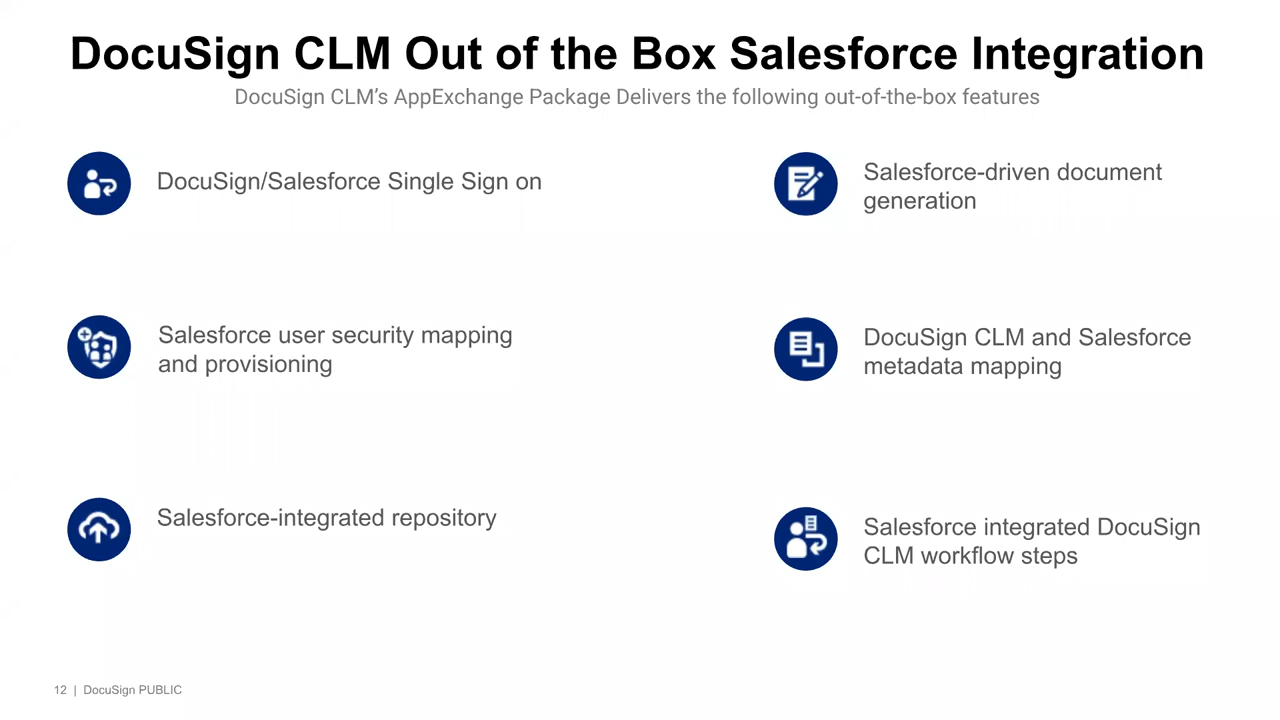 DocuSign CLM Out of the Box Salesforce Integration
DocuSign CLM’s AppExchange Package Delivers the following out-of-the-box features
DocuSign/Salesforce Single Sign on
Salesforce user security mapping
and provisioning
Salesforce-integrated repository
Salesforce-driven document
generation
DocuSign CLM and Salesforce
metadata mapping
Salesforce integrated DocuSign
CLM workflow steps
12 | DocuSign PUBLIC